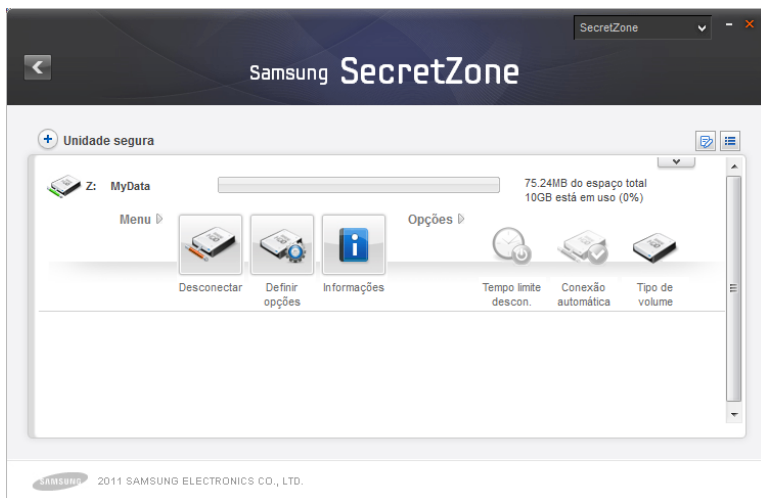 SecretZone
Samsung SecretZone
Unidade segura
Z: MyData
75.24MB do espaço total
10GB está em uso (0%)
Menu
Opções
Desconectar
Definir
opções
Informações
Tempo limite
descon.
Conexão
automática
Tipo de
volume
SAMSUNG
2011 SAMSUNG ELECTRONICS CO., LTD.